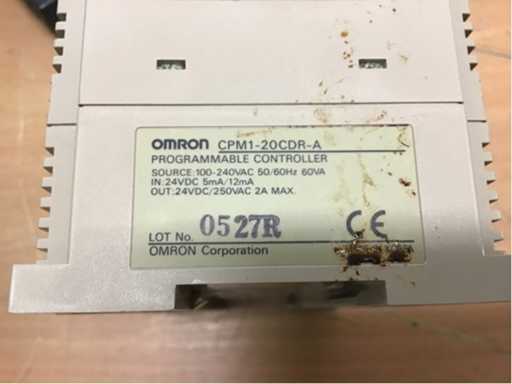 OMRON CPM1-20CDR-A
PROGRAMMABLE CONTROLLER
SOURCE:100-240VAC 50/60Hz 60VA
IN:24VDC 5mA/12mA
OUT:24VDC/250VAC 2A MAX.
LOT No. 0527R CE
OMRON Corporation